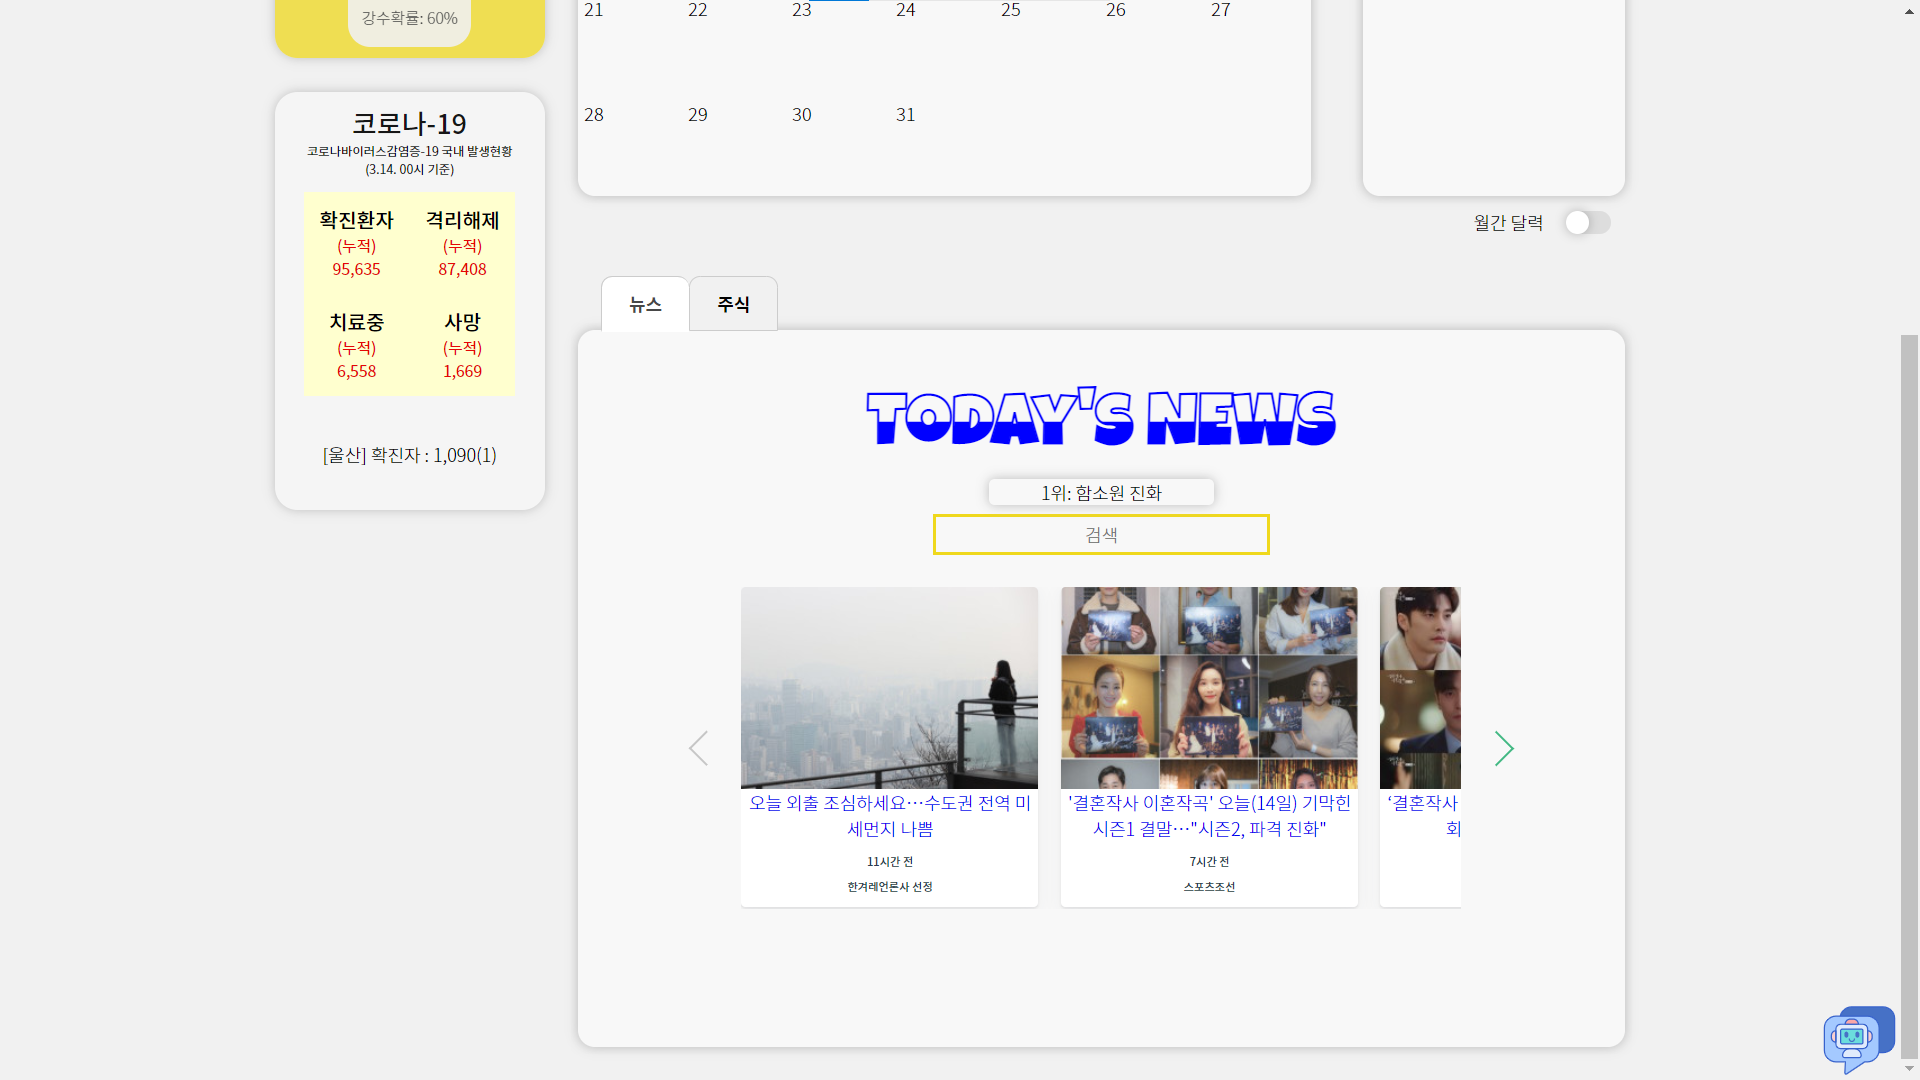 강수확률: 60%
21 22 23 24 25 26 27
28 29 30 31
코로나-19
코로나바이러스감염증-19 국내 발생현황
(3.14. 00시 기준)
확진환자 격리해제
(누적) (누적)
95,635 87,408
치료중 사망
(누적) (누적)
6,558 1,669
[울산] 확진자 : 1,090(1)
월간 달력
뉴스 주식
TODAY'S NEWS
1위: 함소원 진화
검색
오늘 외출 조심하세요…수도권 전역 미
세먼지 나쁨
11시간 전
한겨레언론사 선정
'결혼작사 이혼작곡' 오늘(14일) 기막힌
시즌1 결말…"시즌2, 파격 진화"
7시간 전
스포츠조선
‘결혼작사
회